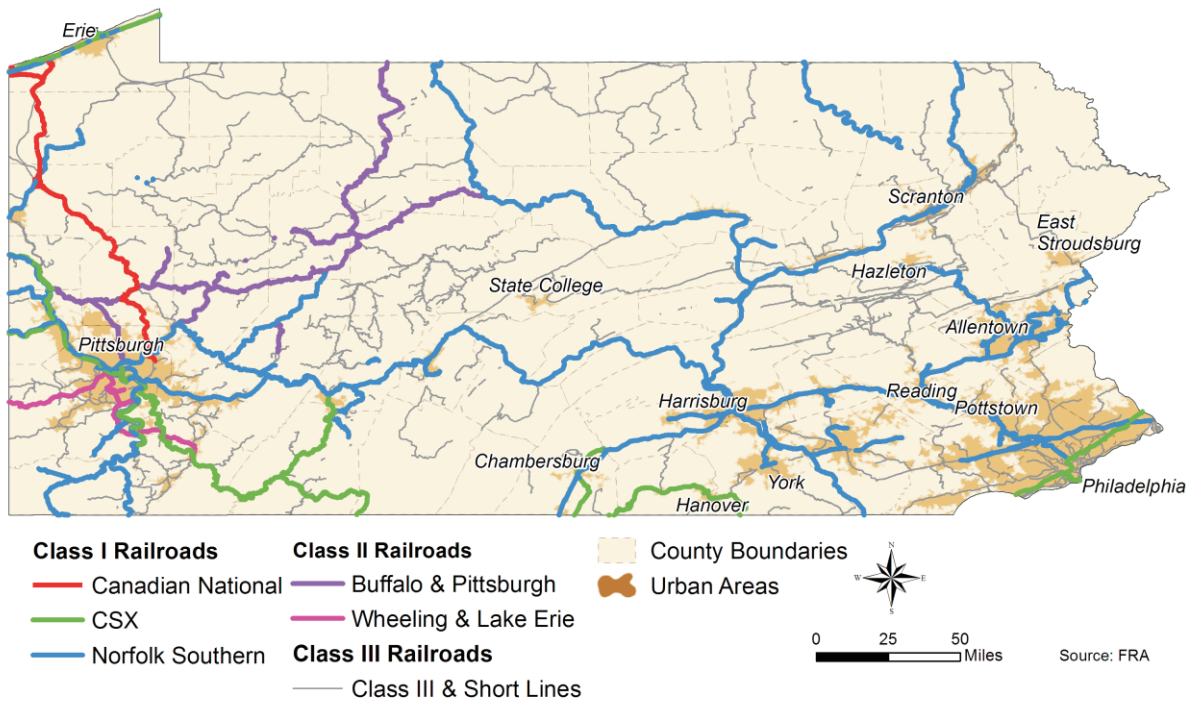 Erie
Scranton
East
Stroudsburg
Hazleton
State College
Allentown
Pittsburgh
Reading
Harrisburg
Pottstown
Chambersburg
York
Philadelphia
Hanover
Class I Railroads
Canadian National
CSX
Norfolk Southern
Class II Railroads
Buffalo & Pittsburgh
Wheeling & Lake Erie
Class III Railroads
Class III & Short Lines
County Boundaries
Urban Areas
N
W
E
S
0 25 50
Miles
Source: FRA